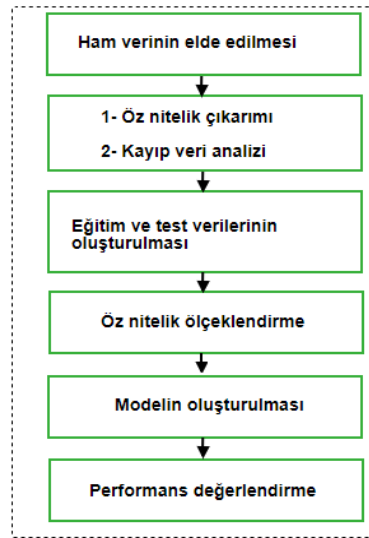 Ham verinin elde edilmesi
1- Öz nitelik çıkarımı
2- Kayıp veri analizi
Eğitim ve test verilerinin
oluşturulması
Öz nitelik ölçeklendirme
Modelin oluşturulması
Performans değerlendirme